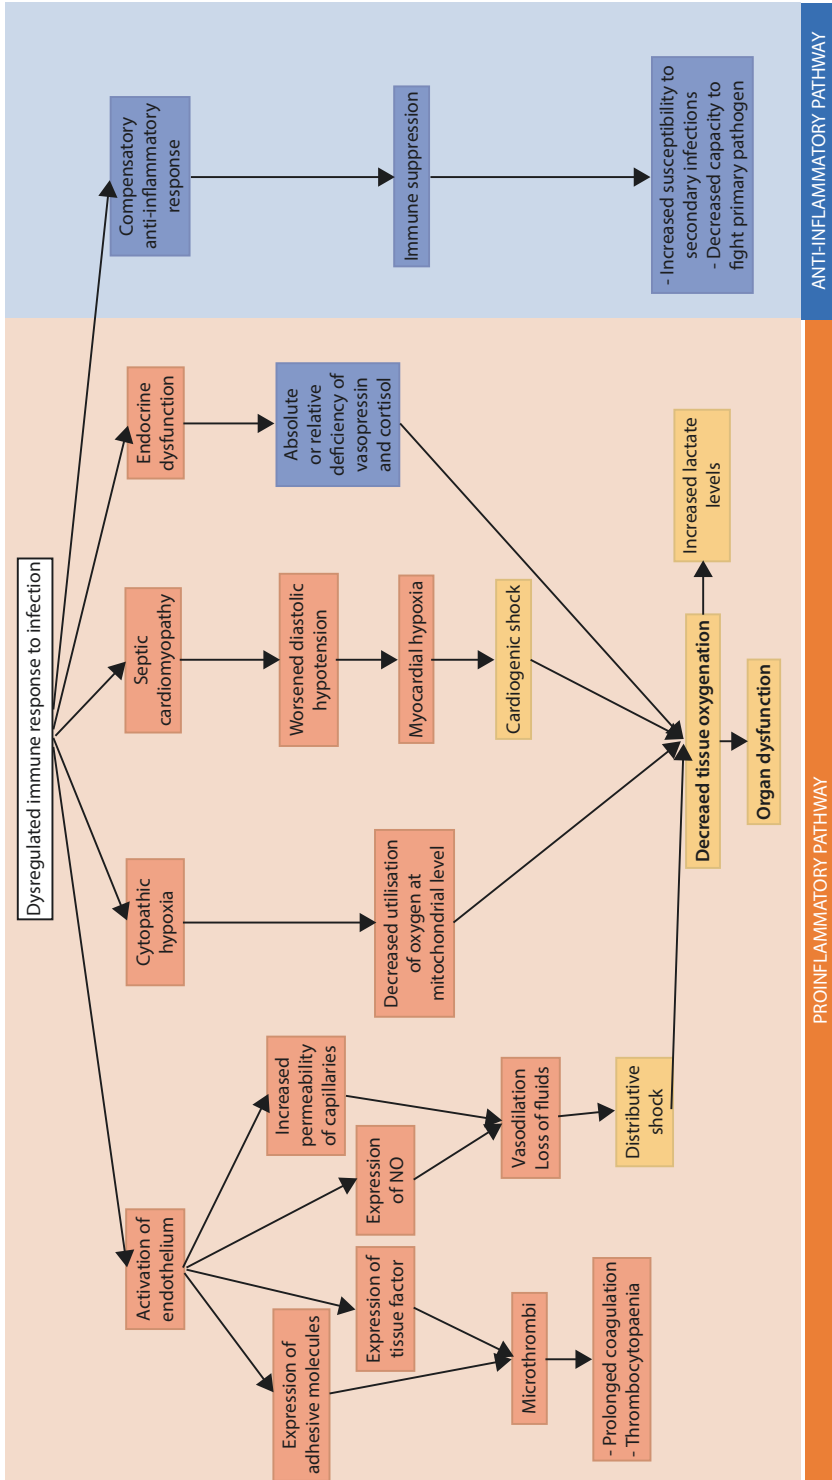 Dysregulated immune response to infection
Activation of
endothelium
Cytopathic
hypoxia
Septic
cardiomyopathy
Endocrine
dysfunction
Compensatory
anti-inflammatory
response
Expression of
adhesive molecules
Expression of
tissue factor
Expression
of NO
Increased
permeability
of capillaries
Decreased utilisation
of oxygen at
mitochondrial level
Worsened diastolic
hypotension
Myocardial hypoxia
Absolute
or relative
deficiency of
vasopressin
and cortisol
Immune suppression
Microthrombi
Vasodilation
Loss of fluids
Cardiogenic shock
- Prolonged coagulation
- Thrombocytopaenia
Distributive
shock
Decreaed tissue oxygenation
Increased lactate
levels
- Increased susceptibility to
secondary infections
- Decreased capacity to
fight primary pathogen
Organ dysfunction
PROINFLAMMATORY PATHWAY
ANTI-INFLAMMATORY PATHWAY